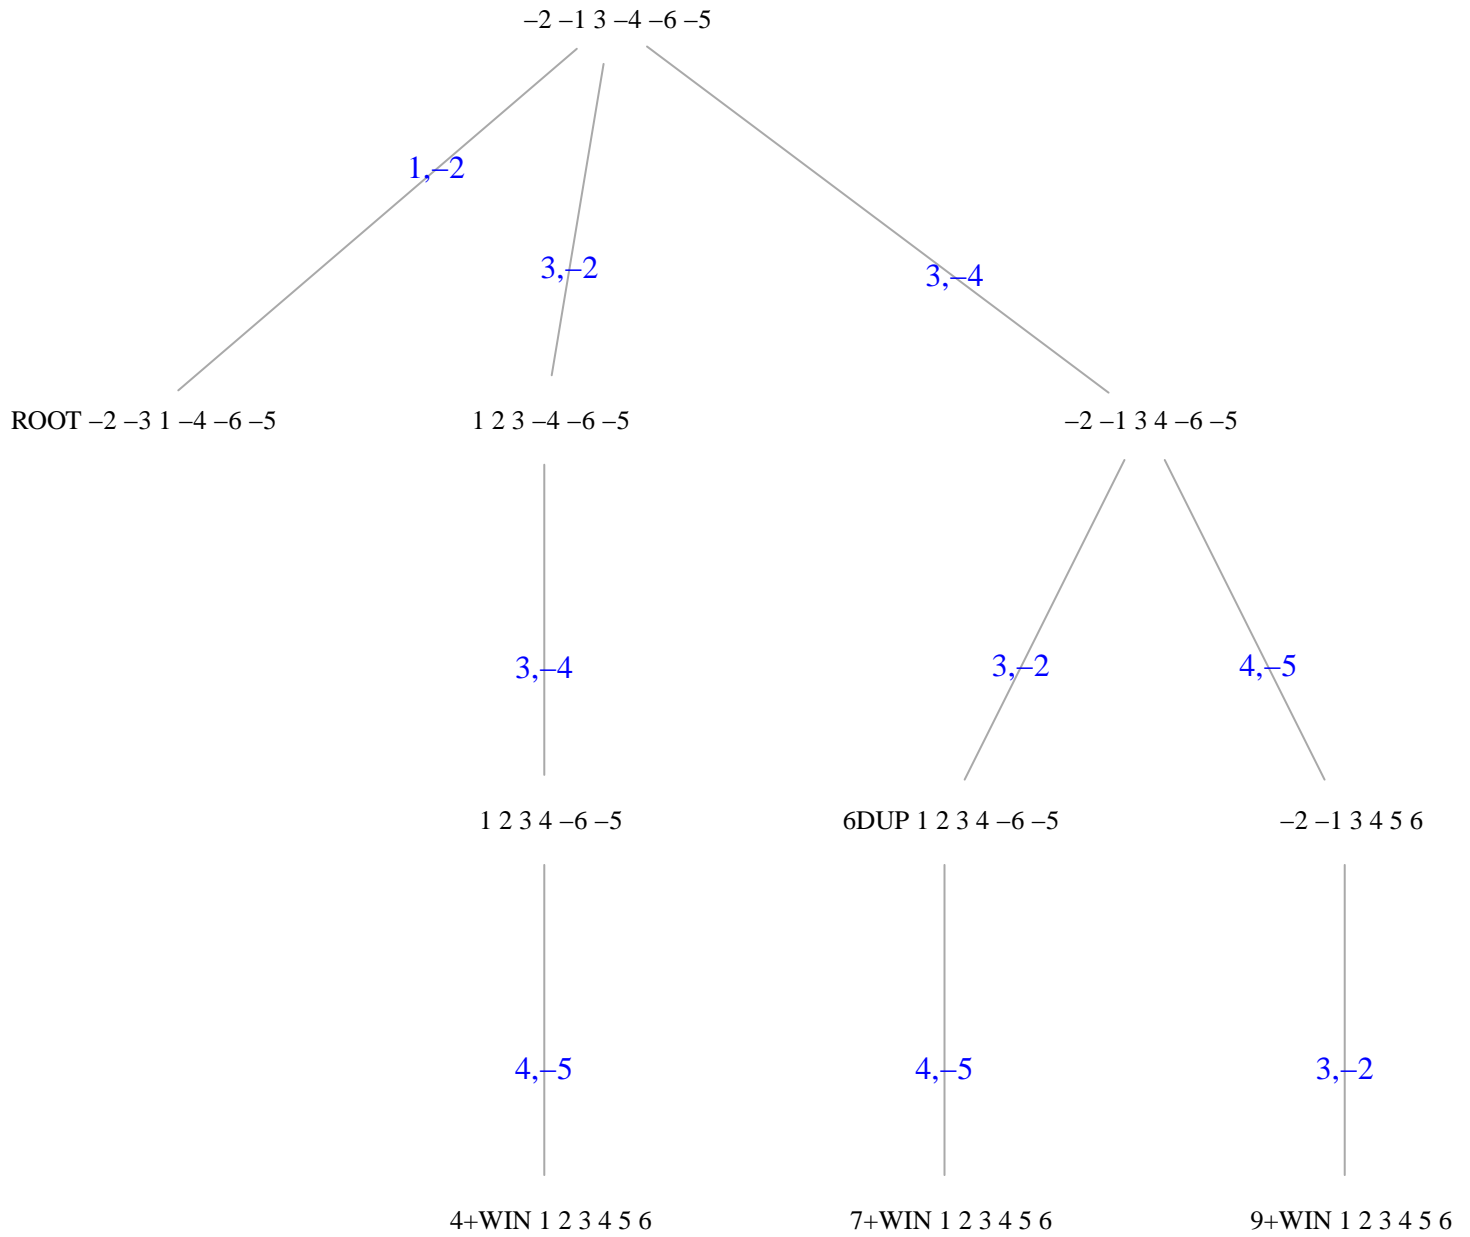 –2 –1 3 –4 –6 –5
1,–2
3,–2
3,–4
ROOT –2 –3 1 –4 –6 –5
1 2 3 –4 –6 –5
–2 –1 3 4 –6 –5
3,–4
3,–2
4,–5
1 2 3 4 –6 –5
6DUP 1 2 3 4 –6 –5
–2 –1 3 4 5 6
4,–5
4,–5
3,–2
4+WIN 1 2 3 4 5 6
7+WIN 1 2 3 4 5 6
9+WIN 1 2 3 4 5 6